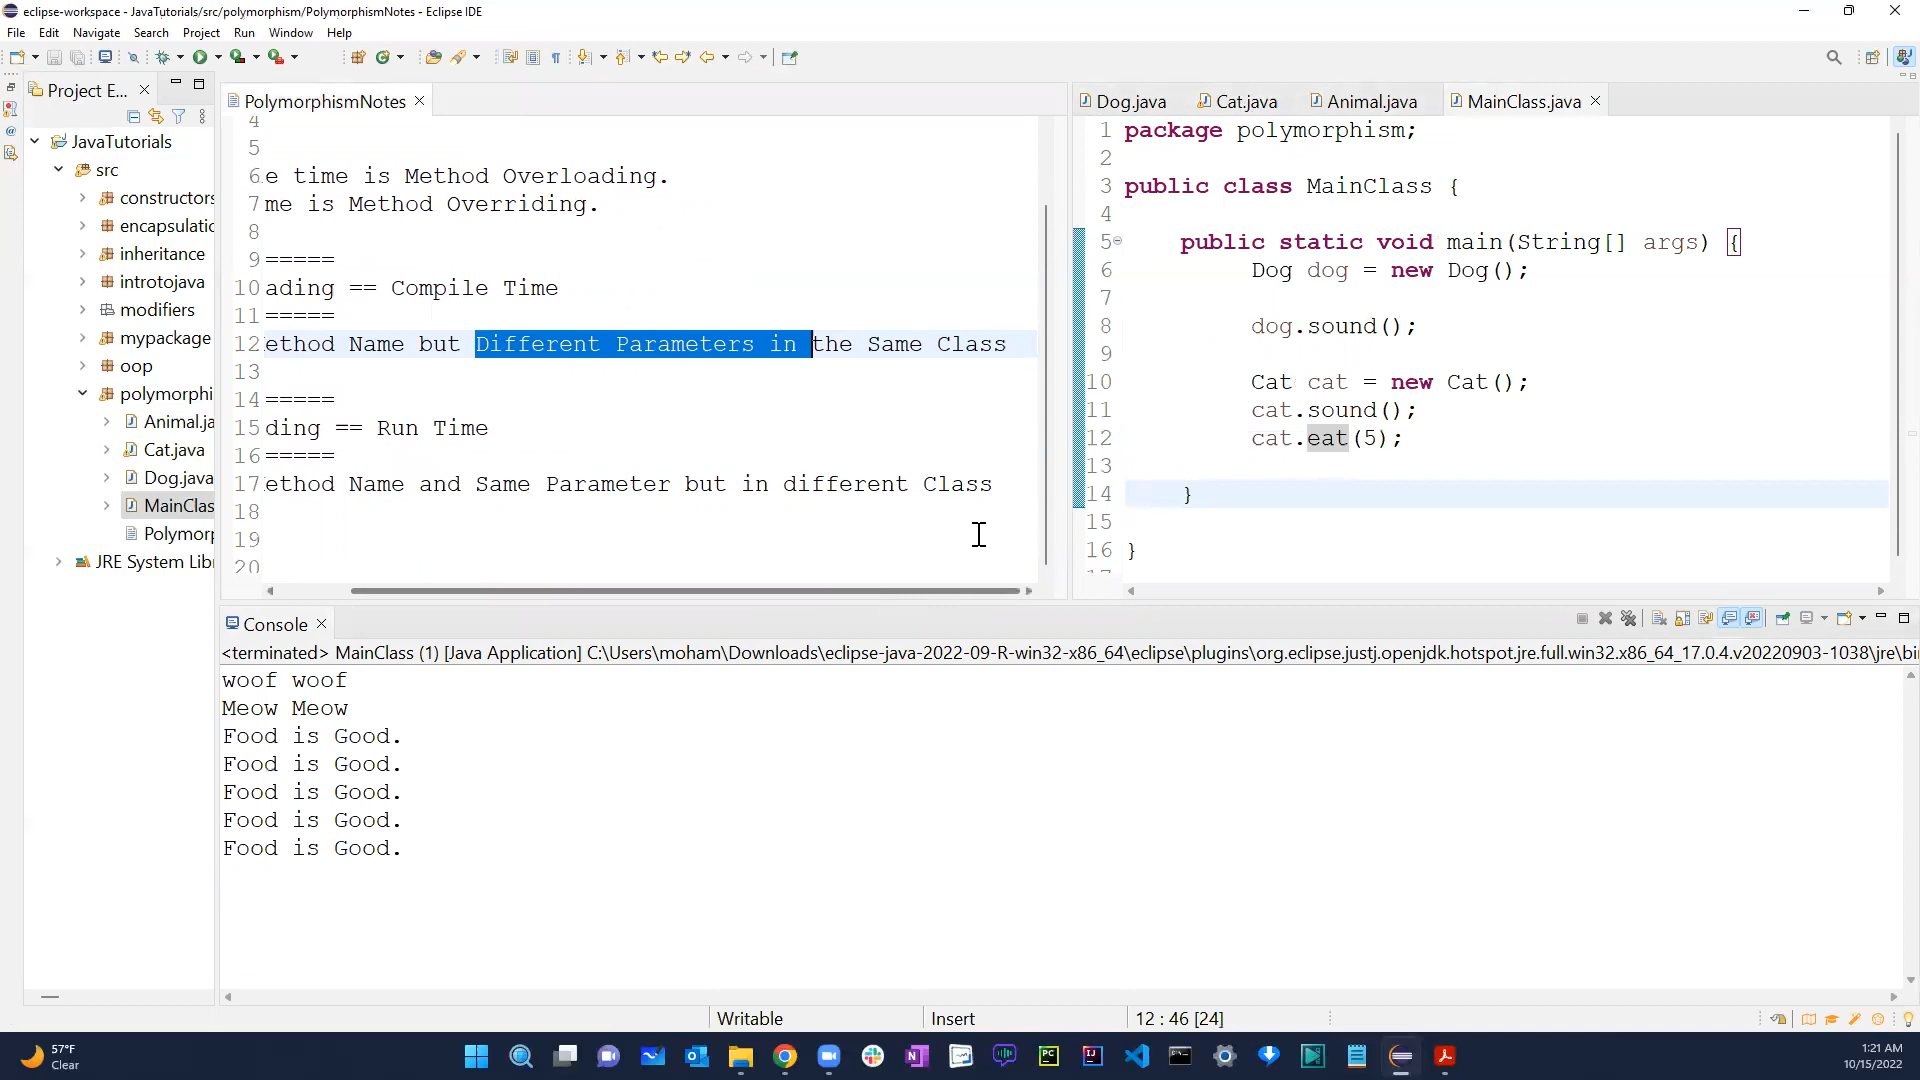 eclipse-workspace - JavaTutorials/src/polymorphism/PolymorphismNotes - Eclipse IDE
File Edit Navigate Search Project Run Window Help
Project E...
JavaTutorials
src
constructors
encapsulatic
inheritance
introtojava
modifiers
mypackage
oop
polymorphi
Animal.ja
Cat.java
Dog.java
MainClas
Polymorp
JRE System Libr
PolymorphismNotes
4
5
6 e time is Method Overloading.
7 me is Method Overriding.
8
9 =====
10 ading == Compile Time
11 =====
12 ethod Name but Different Parameters in the Same Class
13
14 =====
15 ding == Run Time
16 =====
17 ethod Name and Same Parameter but in different Class
18
19
20
Dog.java Cat.java Animal.java MainClass.java
1 package polymorphism;
2
3 public class MainClass {
4
5 public static void main(String[] args) {
6 Dog dog = new Dog();
7
8 dog.sound();
9
10 Cat cat = new Cat();
11 cat.sound();
12 cat.eat(5);
13
14 }
15
16 }
Console
<terminated> MainClass (1) [Java Application] C:\Users\moham\Downloads\eclipse-java-2022-09-R-win32-x86_64\eclipse\plugins\org.eclipse.justj.openjdk.hotspot.jre.full.win32.x86_64_17.0.4.v20220903-1038\jre\bi
woof woof
Meow Meow
Food is Good.
Food is Good.
Food is Good.
Food is Good.
Food is Good.
Writable Insert 12 : 46 [24]
57°F
Clear
1:21 AM
10/15/2022